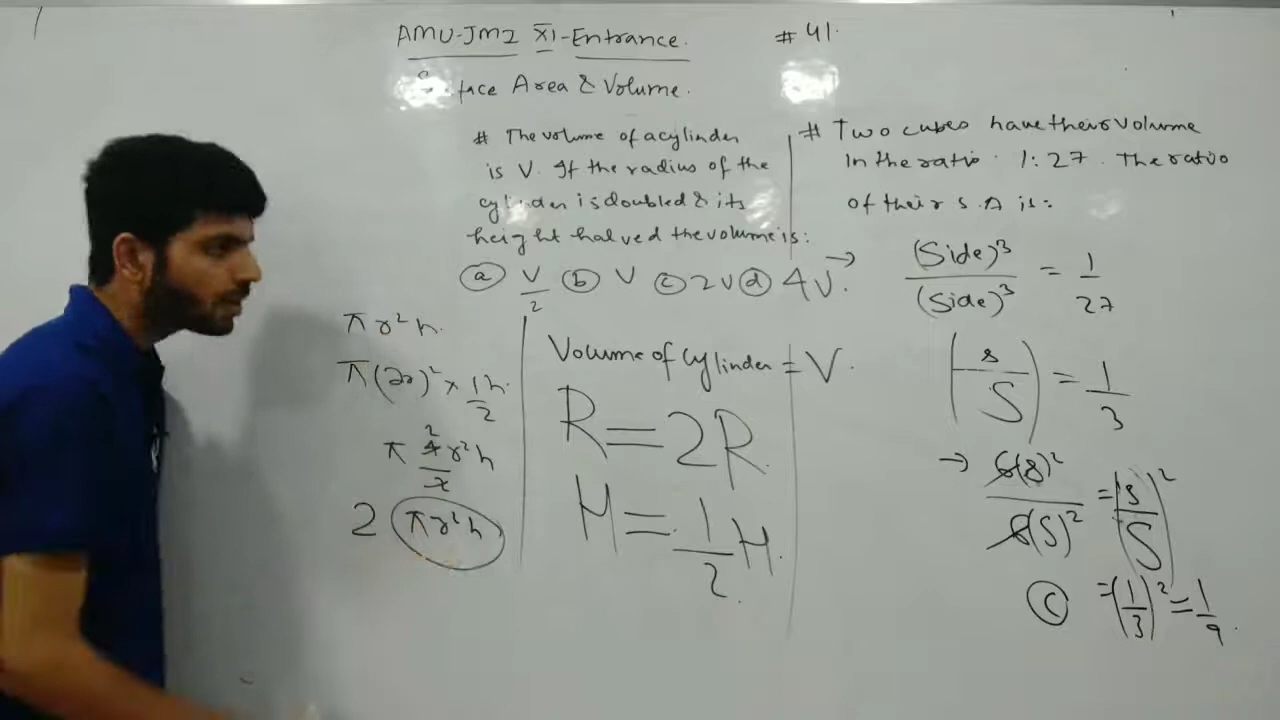 AMU-JMI XI-Entrance.
# 41.
face Area & Volume.
# The volume of a cylinder
is V. If the radius of the
cylinder is doubled & its
height halved the volume is:
(a) V/2 (b) V (c) 2V (d) 4V. →
πr²h.
π(2r)² × 1h/2
π 4r²h 2
2
2 πr²h
Volume of cylinder = V.
R = 2R.
H = 1/2 H.
# Two cubes have their volume
in the ratio 1:27. The ratio
of their S.A is:
(Side)³/(Side)³ = 1/27
(s/S) = 1/3
→ 6(s)²/6(S)² = (s/S)²
(c) = (1/3)² = 1/9.